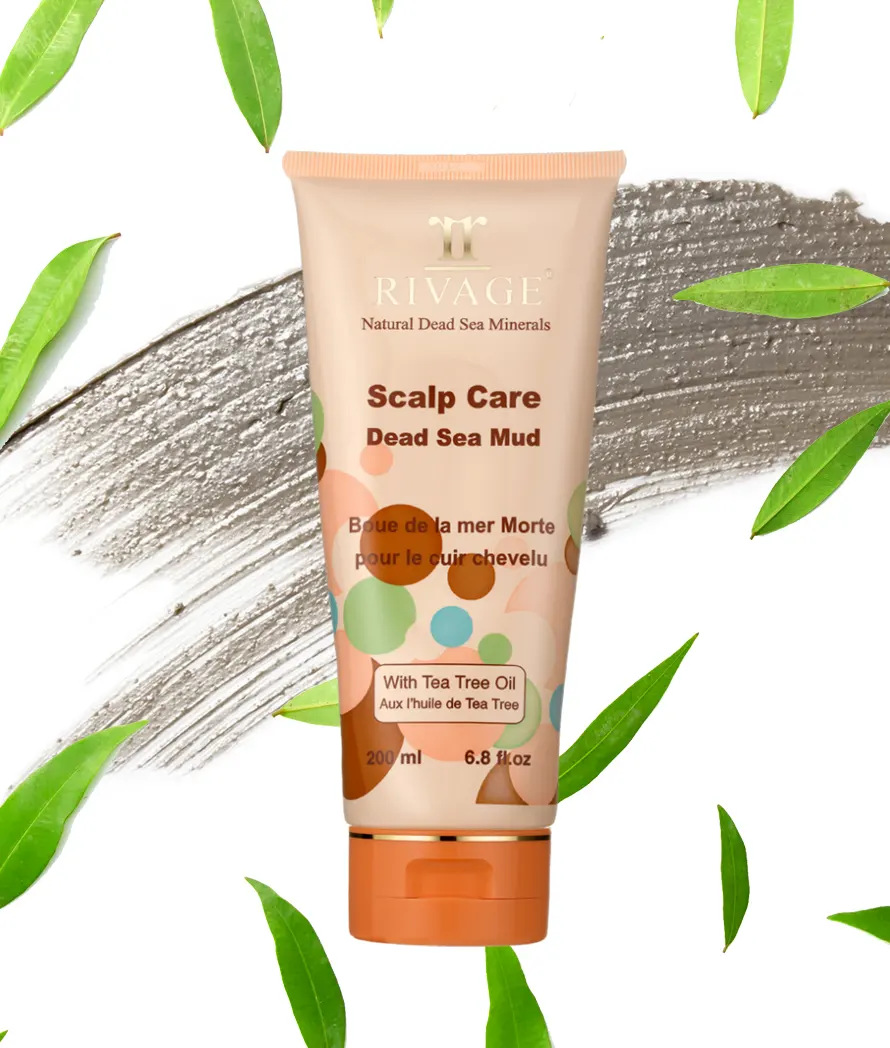 RIVAGE®
Natural Dead Sea Minerals
Scalp Care
Dead Sea Mud
Boue de la mer Morte
pour le cuir chevelu
With Tea Tree Oil
Aux l'huile de Tea Tree
200 ml 6.8 fl.oz